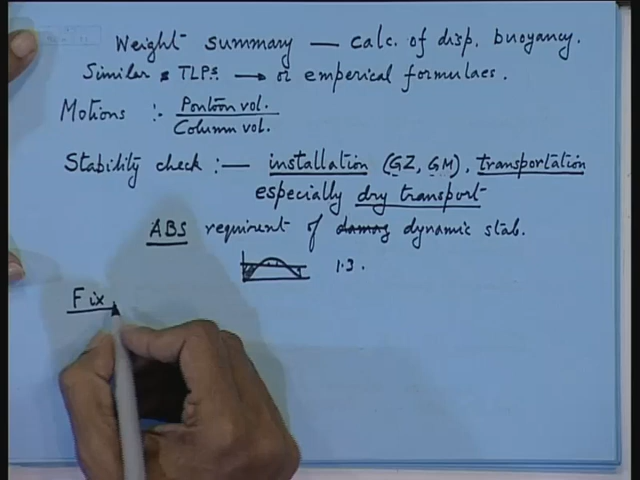 Weight summary — calc. of disp. buoyancy.
Similar TLPs. → or emperical formulaes.
Motions :- Pontoon vol. / Column vol.
Stability check :— installation (GZ, GM), transportation
especially dry transport
ABS requirent of damag dynamic stab.
1.3.
Fix